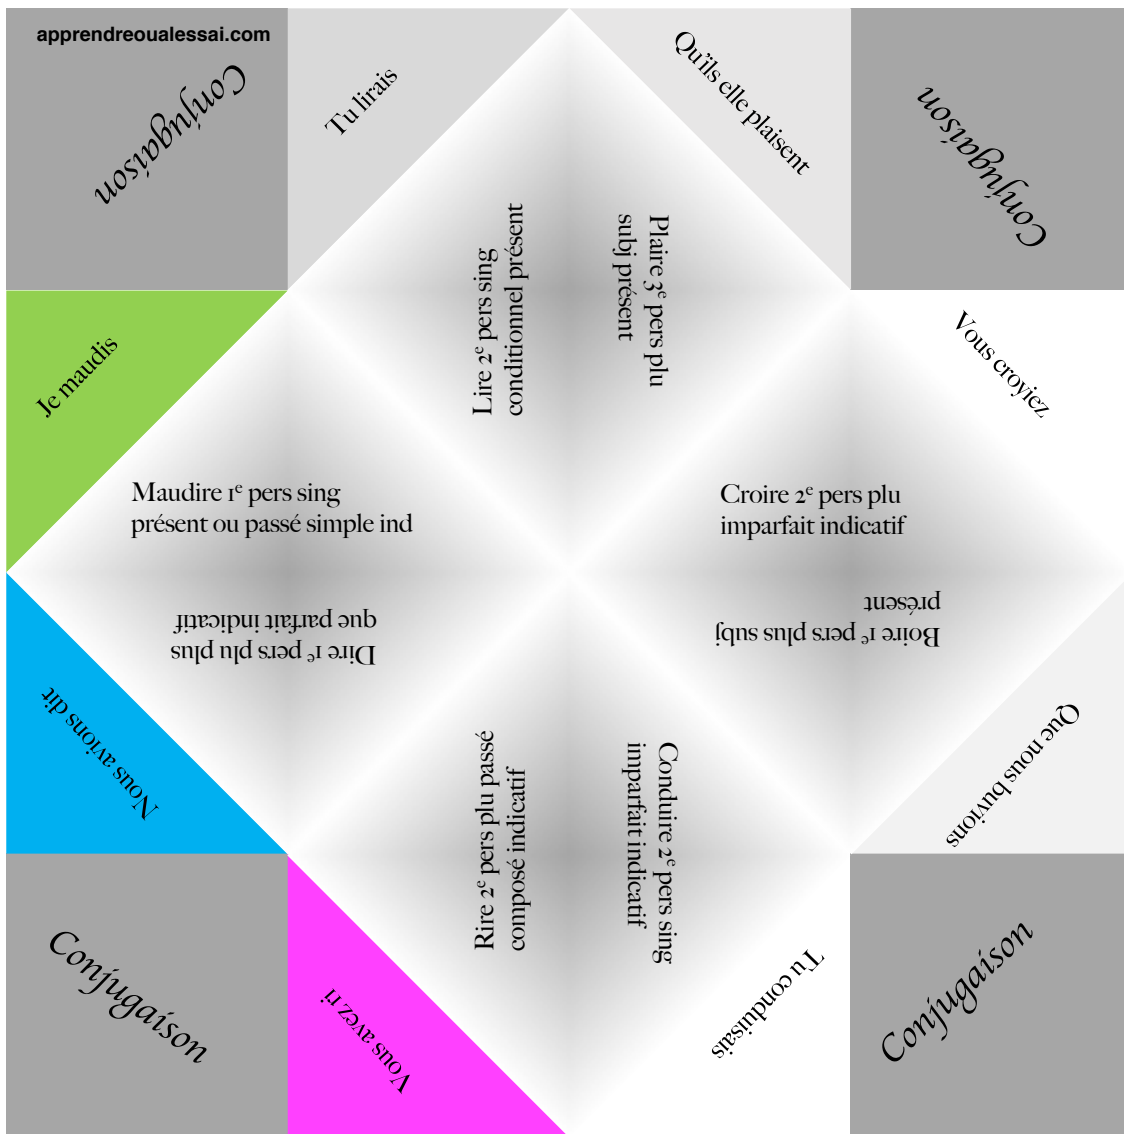 apprendreoualessai.com
Conjugaison
Tu lirais
Qu'ils elle plaisent
Conjugaison
Je maudis
Lire 2e pers sing
conditionnel présent
Plaire 3e pers plu
subj présent
Vous croyiez
Maudire 1e pers sing
présent ou passé simple ind
Croire 2e pers plu
imparfait indicatif
Dire 1e pers plu plus
que parfait indicatif
Boire 1e pers plus subj
présent
Nous avions dit
Que nous buvions
Rire 2e pers plu passé
composé indicatif
Conduire 2e pers sing
imparfait indicatif
Conjugaison
Vous avez ri
Tu conduisais
Conjugaison